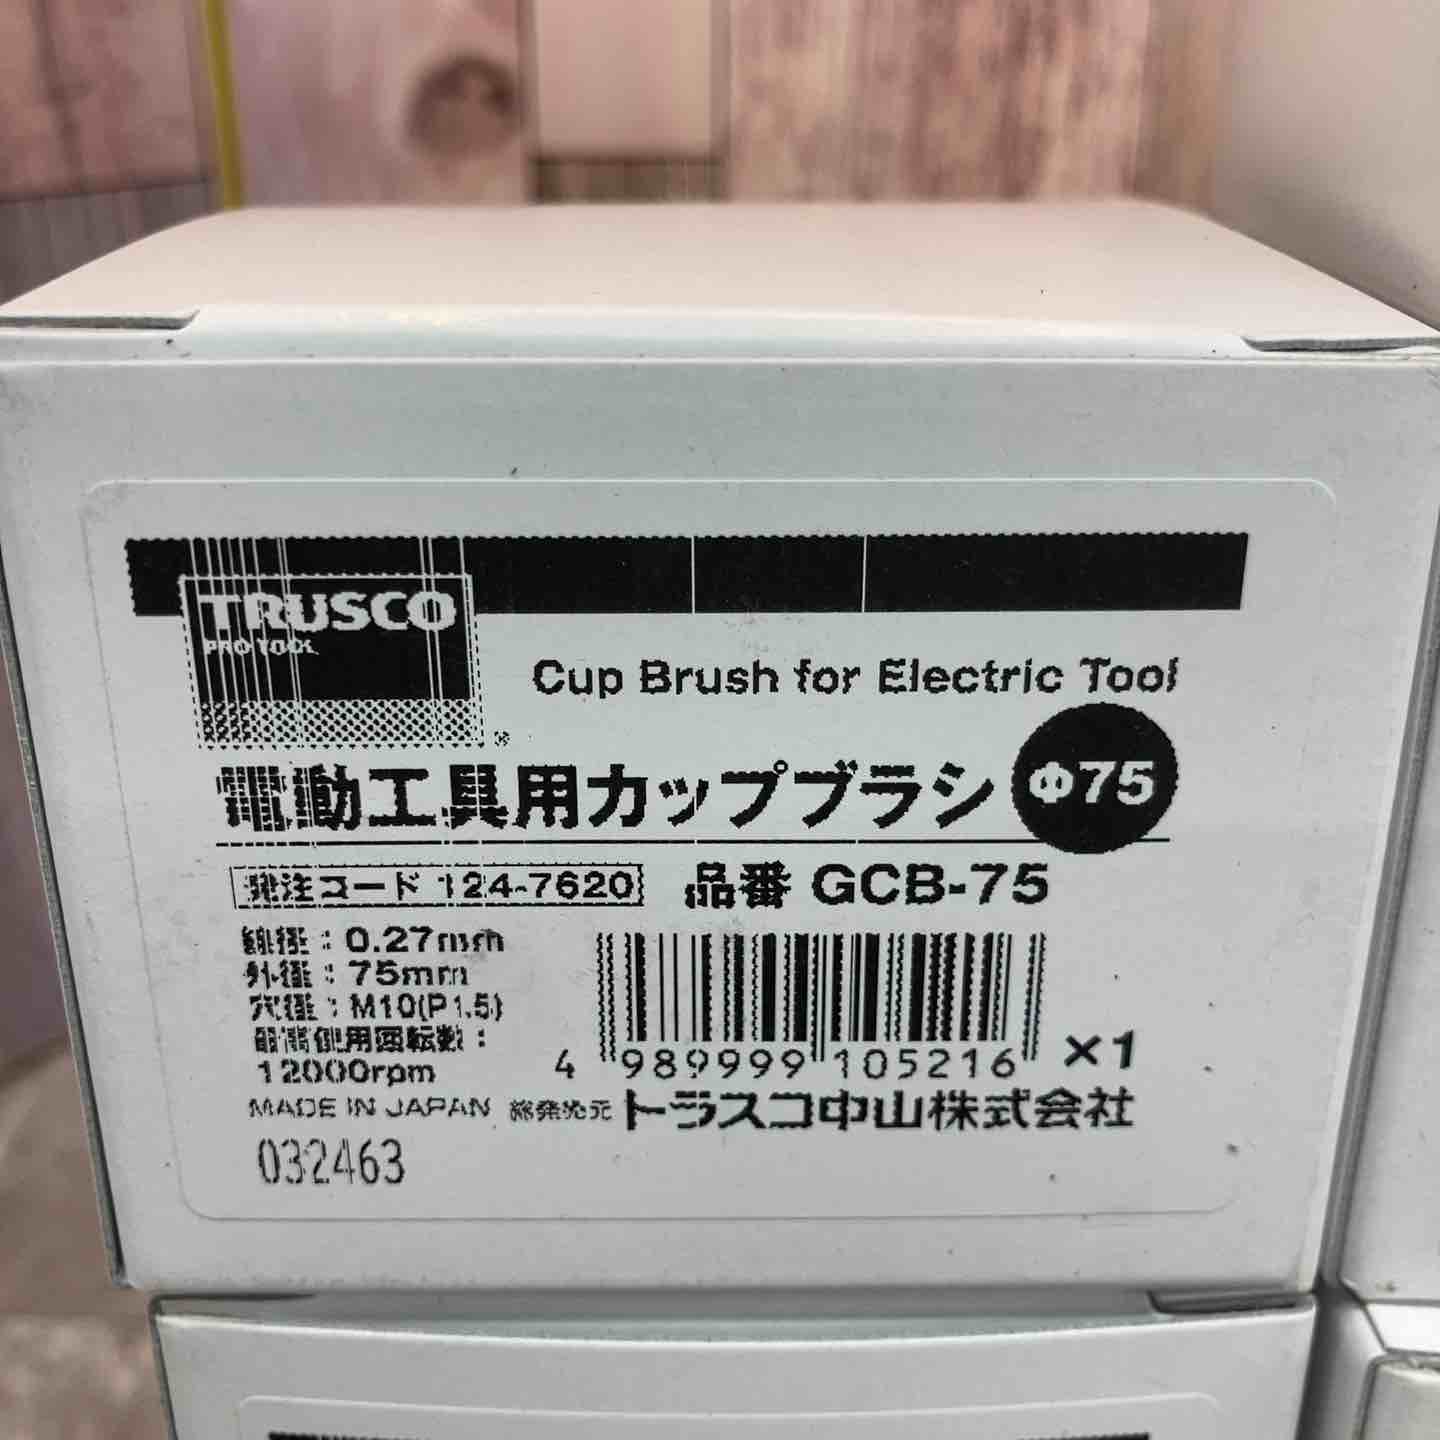 TRUSCO
PRO TOOL
®
Cup Brush for Electric Tool
電動工具用カップブラシ Φ75
発注コード 124-7620 品番 GCB-75
線径：0.27mm
外径：75mm
穴径：M10(P1.5)
最高使用回転数：
12000rpm
4 989999 105216 ×1
MADE IN JAPAN 総発売元 トラスコ中山株式会社
032463